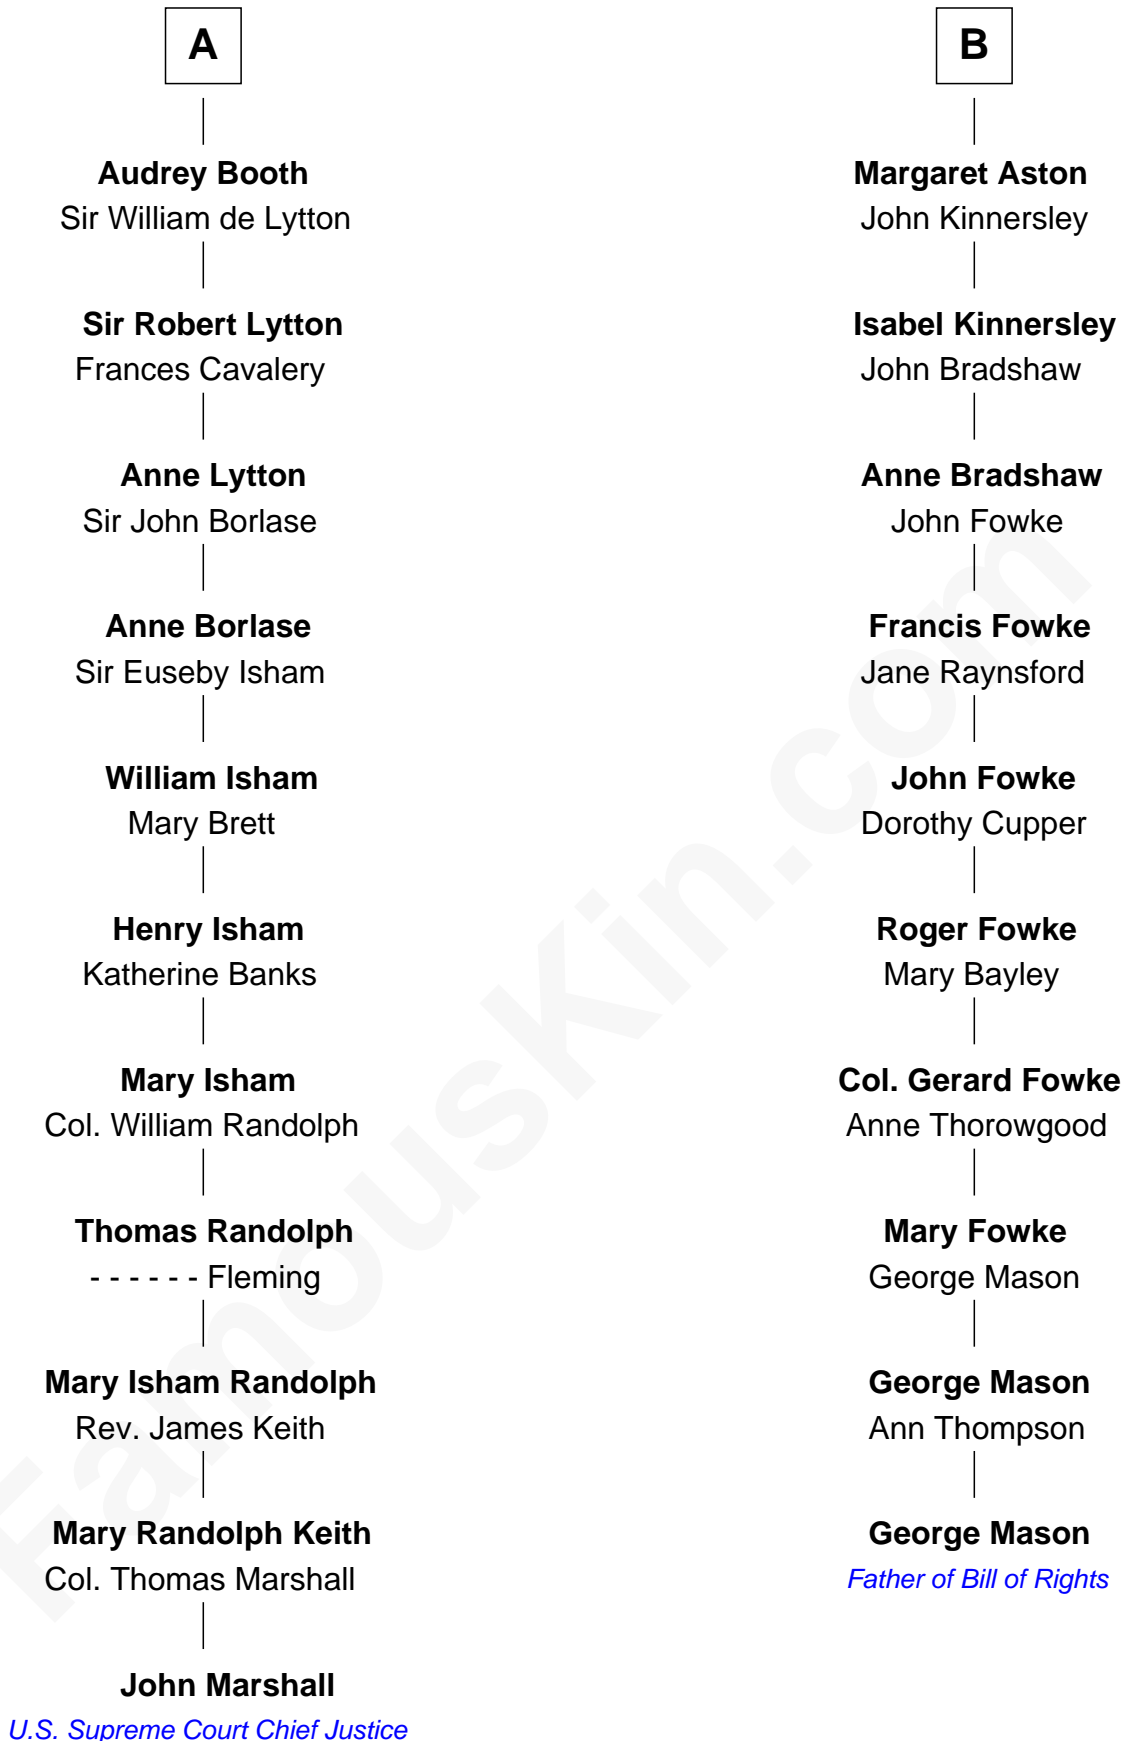 A
Audrey Booth
Sir William de Lytton
Sir Robert Lytton
Frances Cavalery
Anne Lytton
Sir John Borlase
Anne Borlase
Sir Euseby Isham
William Isham
Mary Brett
Henry Isham
Katherine Banks
Mary Isham
Col. William Randolph
Thomas Randolph
- - - - - - Fleming
Mary Isham Randolph
Rev. James Keith
Mary Randolph Keith
Col. Thomas Marshall
John Marshall
U.S. Supreme Court Chief Justice
B
Margaret Aston
John Kinnersley
Isabel Kinnersley
John Bradshaw
Anne Bradshaw
John Fowke
Francis Fowke
Jane Raynsford
John Fowke
Dorothy Cupper
Roger Fowke
Mary Bayley
Col. Gerard Fowke
Anne Thorowgood
Mary Fowke
George Mason
George Mason
Ann Thompson
George Mason
Father of Bill of Rights
FamousKin.com